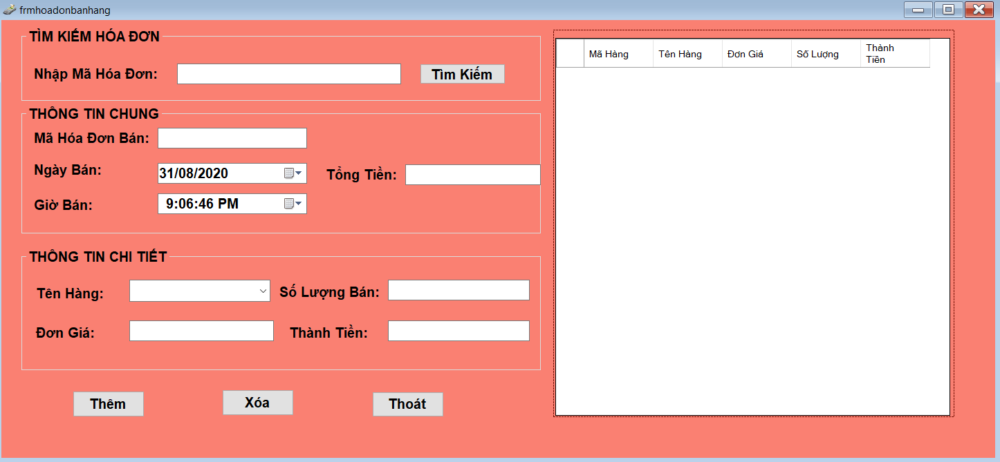 frmhoadonbanhang
TÌM KIẾM HÓA ĐƠN
Nhập Mã Hóa Đơn:
Tìm Kiếm
THÔNG TIN CHUNG
Mã Hóa Đơn Bán:
Ngày Bán:
31/08/2020
Tổng Tiền:
Giờ Bán:
9:06:46 PM
THÔNG TIN CHI TIẾT
Tên Hàng:
Số Lượng Bán:
Đơn Giá:
Thành Tiền:
Thêm
Xóa
Thoát
Mã Hàng
Tên Hàng
Đơn Giá
Số Lượng
Thành
Tiền